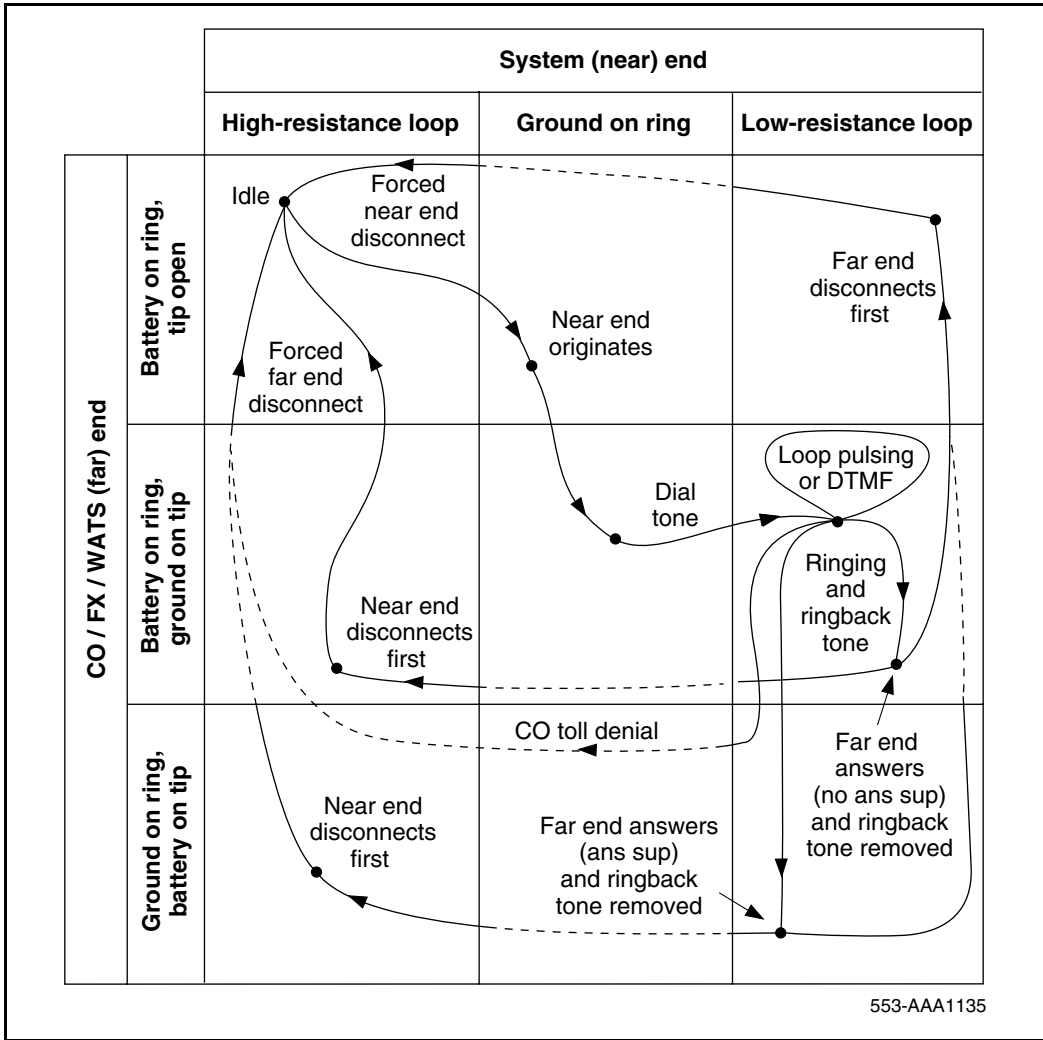 System (near) end
High-resistance loop
Ground on ring
Low-resistance loop
CO / FX / WATS (far) end
Battery on ring,
tip open
Idle
Forced
near end
disconnect
Forced
far end
disconnect
Near end
originates
Far end
disconnects
first
Battery on ring,
ground on tip
Near end
disconnects
first
Dial
tone
Loop pulsing
or DTMF
Ringing
and
ringback
tone
Ground on ring,
battery on tip
CO toll denial
Near end
disconnects
first
Far end answers
(ans sup)
and ringback
tone removed
Far end
answers
(no ans sup)
and ringback
tone removed
553-AAA1135